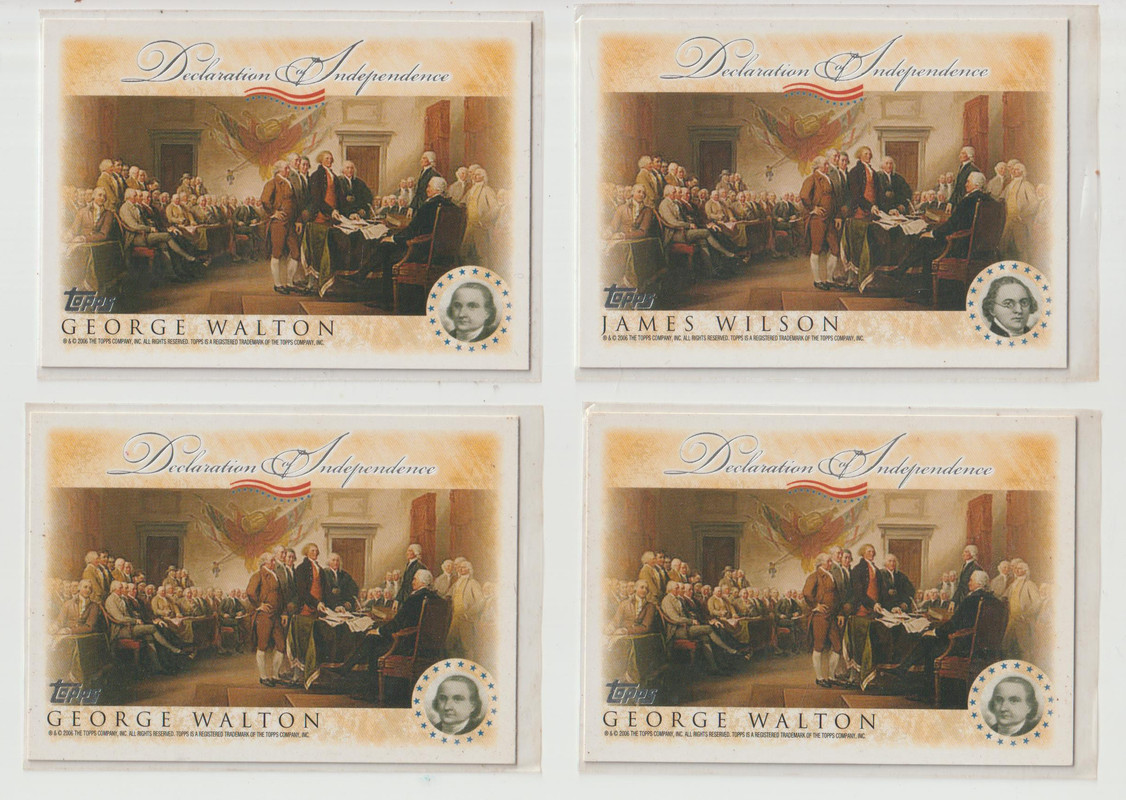 Declaration of Independence
Topps
GEORGE WALTON
® & © 2006 THE TOPPS COMPANY, INC. ALL RIGHTS RESERVED. TOPPS IS A REGISTERED TRADEMARK OF THE TOPPS COMPANY, INC.
Declaration of Independence
Topps
JAMES WILSON
® & © 2006 THE TOPPS COMPANY, INC. ALL RIGHTS RESERVED. TOPPS IS A REGISTERED TRADEMARK OF THE TOPPS COMPANY, INC.
Declaration of Independence
Topps
GEORGE WALTON
® & © 2006 THE TOPPS COMPANY, INC. ALL RIGHTS RESERVED. TOPPS IS A REGISTERED TRADEMARK OF THE TOPPS COMPANY, INC.
Declaration of Independence
Topps
GEORGE WALTON
® & © 2006 THE TOPPS COMPANY, INC. ALL RIGHTS RESERVED. TOPPS IS A REGISTERED TRADEMARK OF THE TOPPS COMPANY, INC.